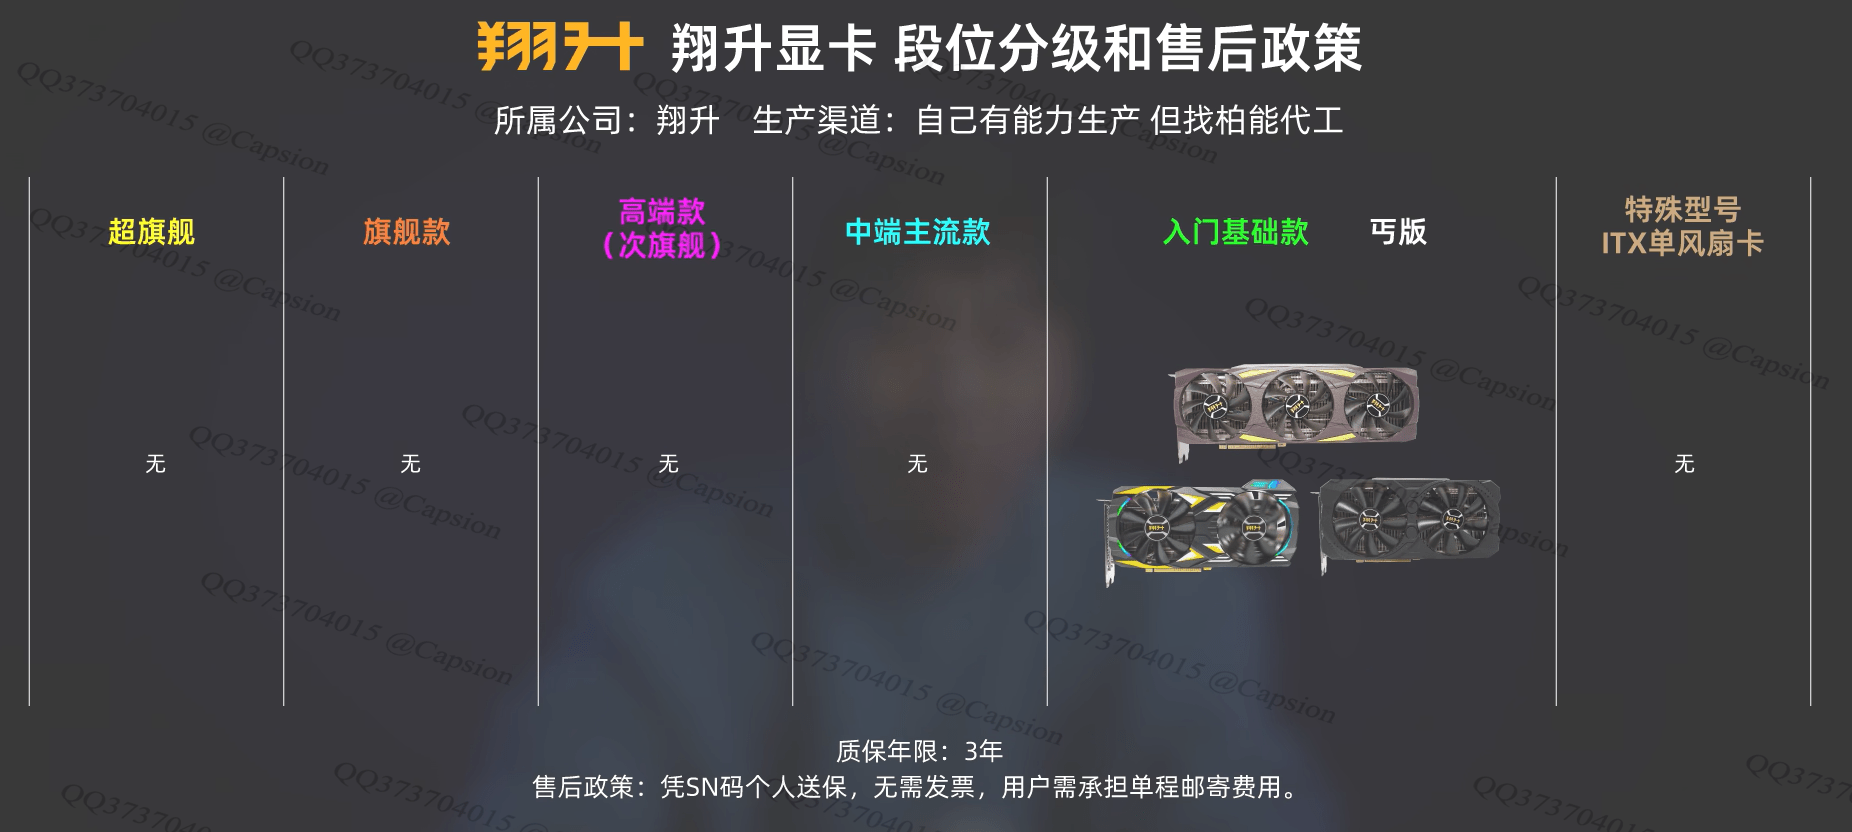 翔升 翔升显卡 段位分级和售后政策
所属公司：翔升 生产渠道：自己有能力生产 但找柏能代工
超旗舰
旗舰款
高端款
（次旗舰）
中端主流款
入门基础款 丐版
特殊型号
ITX单风扇卡
无
无
无
无
无
质保年限：3年
售后政策：凭SN码个人送保，无需发票，用户需承担单程邮寄费用。
QQ373704015 @Capsion